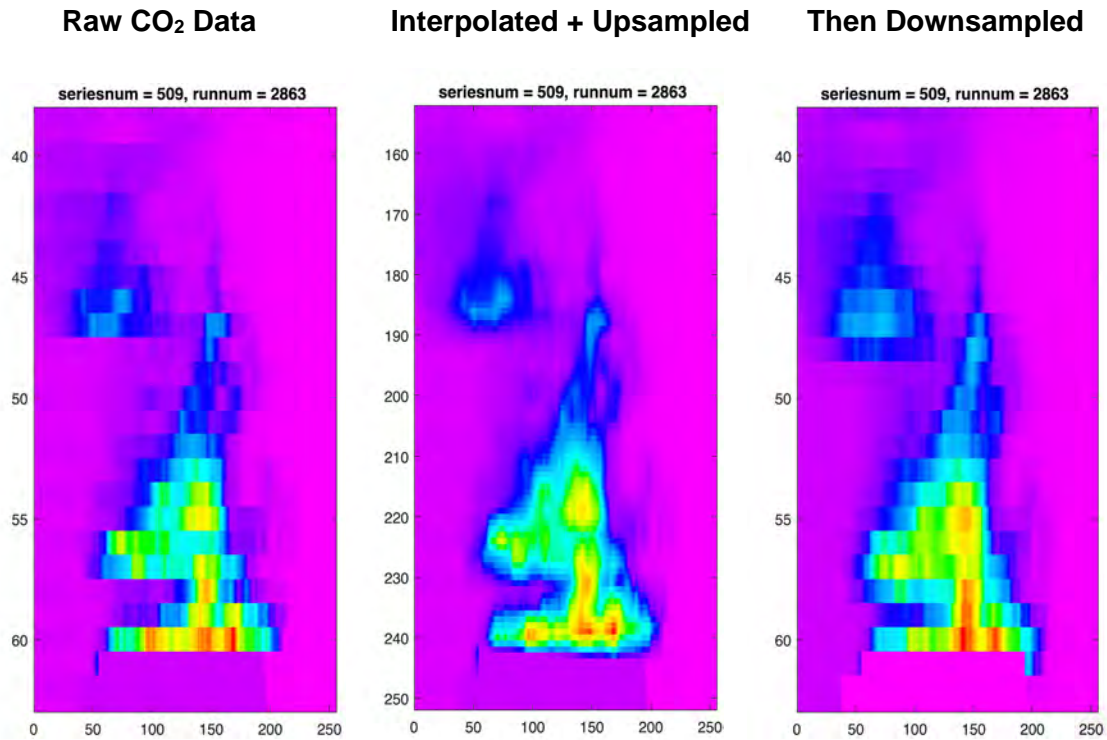 Raw CO₂ Data
Interpolated + Upsampled
Then Downsampled
seriesnum = 509, runnum = 2863
40
45
50
55
60
0 50 100 150 200 250
seriesnum = 509, runnum = 2863
160
170
180
190
200
210
220
230
240
250
0 50 100 150 200 250
seriesnum = 509, runnum = 2863
40
45
50
55
60
0 50 100 150 200 250